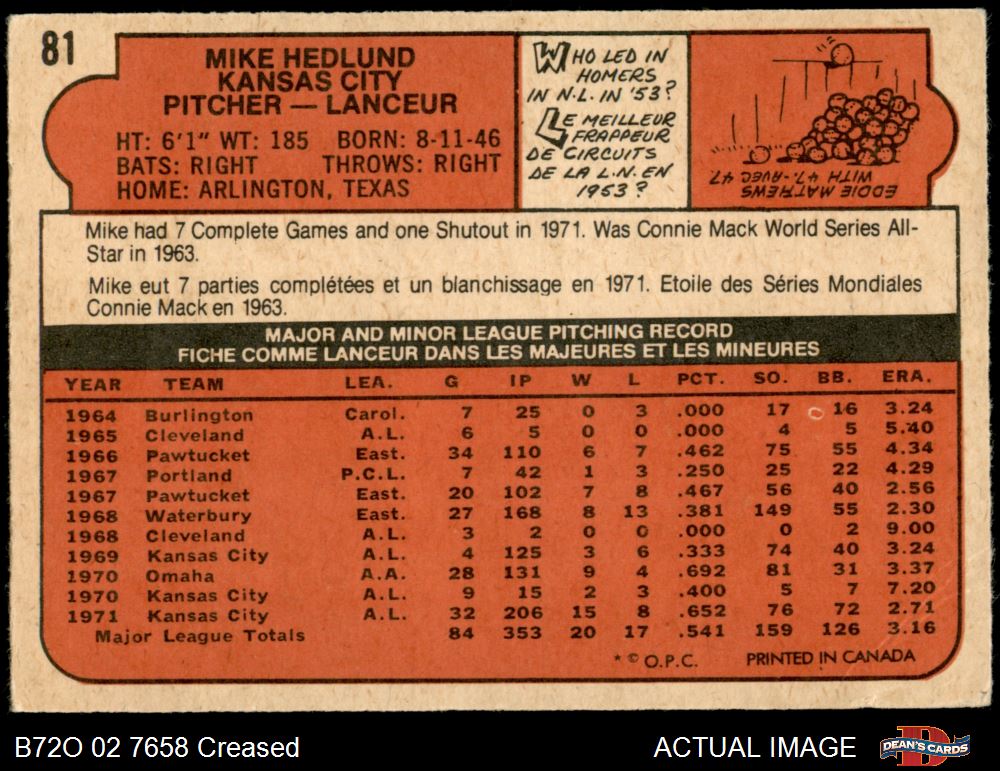 81
MIKE HEDLUND
KANSAS CITY
PITCHER — LANCEUR
HT: 6'1" WT: 185 BORN: 8-11-46
BATS: RIGHT THROWS: RIGHT
HOME: ARLINGTON, TEXAS
WHO LED IN
HOMERS
IN N.L. IN '53?
LE MEILLEUR
FRAPPEUR
DE CIRCUITS
DE LA L.N. EN
1953?
EDDIE MATHEWS
WITH 47.-AVEC 47
Mike had 7 Complete Games and one Shutout in 1971. Was Connie Mack World Series All-
Star in 1963.
Mike eut 7 parties complétées et un blanchissage en 1971. Etoile des Séries Mondiales
Connie Mack en 1963.
MAJOR AND MINOR LEAGUE PITCHING RECORD
FICHE COMME LANCEUR DANS LES MAJEURES ET LES MINEURES
YEAR TEAM LEA. G IP W L PCT. SO. BB. ERA.
1964 Burlington Carol. 7 25 0 3 .000 17 16 3.24
1965 Cleveland A.L. 6 5 0 0 .000 4 5 5.40
1966 Pawtucket East. 34 110 6 7 .462 75 55 4.34
1967 Portland P.C.L. 7 42 1 3 .250 25 22 4.29
1967 Pawtucket East. 20 102 7 8 .467 56 40 2.56
1968 Waterbury East. 27 168 8 13 .381 149 55 2.30
1968 Cleveland A.L. 3 2 0 0 .000 0 2 9.00
1969 Kansas City A.L. 4 125 3 6 .333 74 40 3.24
1970 Omaha A.A. 28 131 9 4 .692 81 31 3.37
1970 Kansas City A.L. 9 15 2 3 .400 5 7 7.20
1971 Kansas City A.L. 32 206 15 8 .652 76 72 2.71
Major League Totals 84 353 20 17 .541 159 126 3.16
* © O.P.C. PRINTED IN CANADA
B72O 02 7658 Creased ACTUAL IMAGE D DEAN'S CARDS